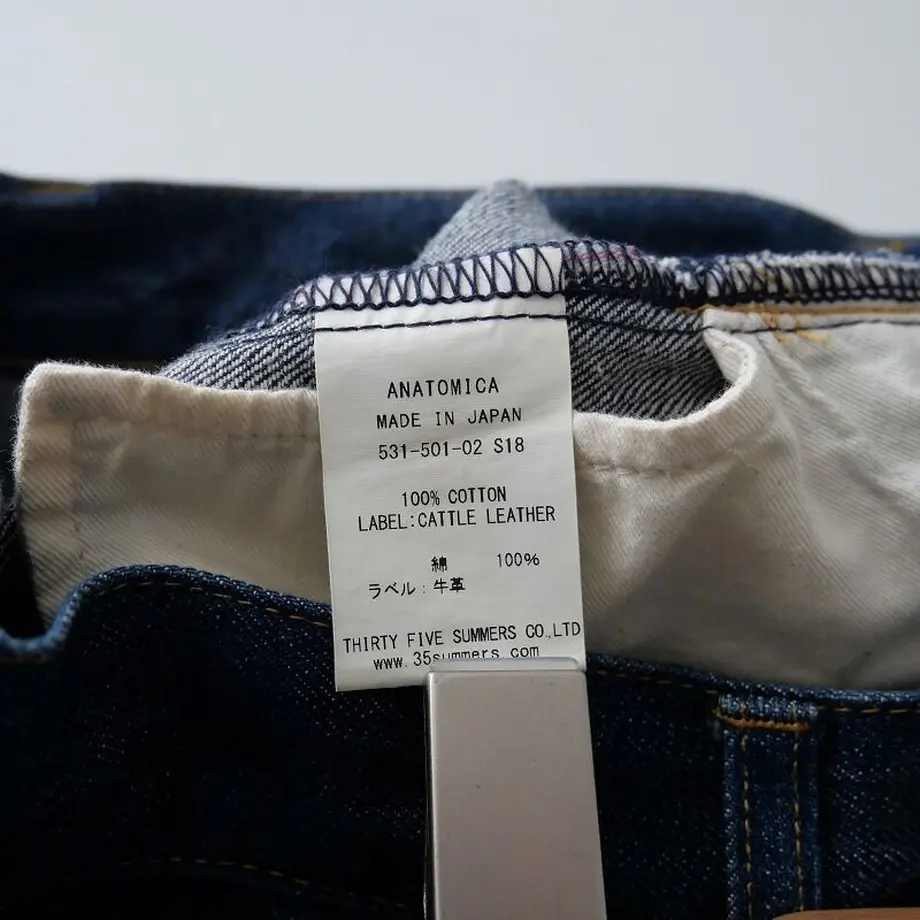 ANATOMICA
MADE IN JAPAN
531-501-02 S18
100% COTTON
LABEL:CATTLE LEATHER
綿 100%
ラベル:牛革
THIRTY FIVE SUMMERS CO.,LTD
www.35summers.com